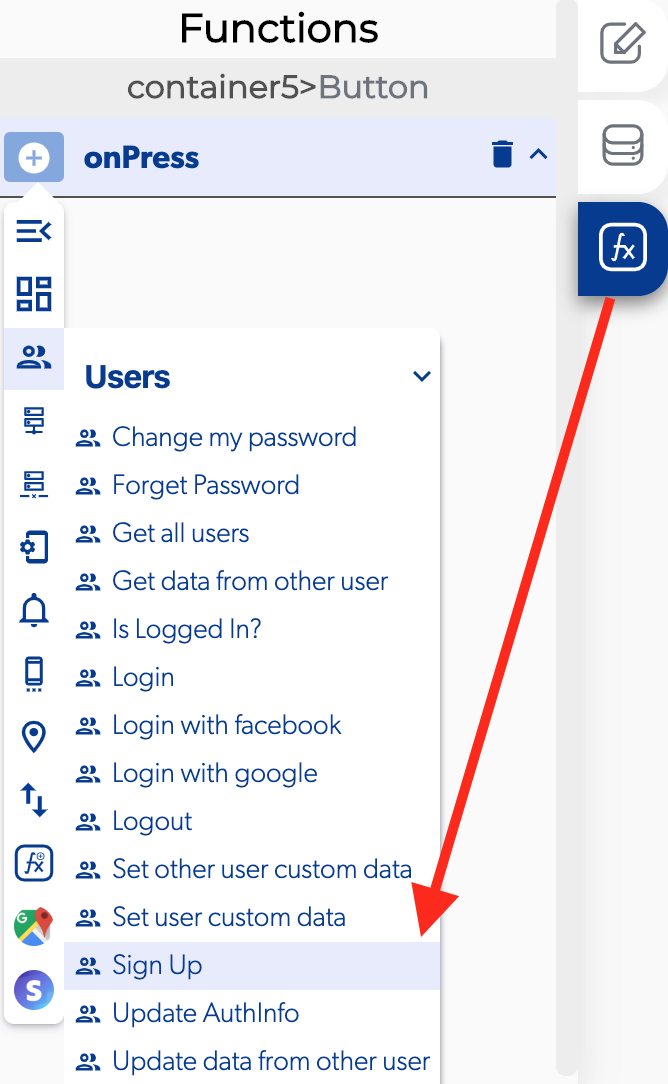 Functions
container5>Button
onPress
fx
Users
Change my password
Forget Password
Get all users
Get data from other user
Is Logged In?
Login
Login with facebook
Login with google
Logout
Set other user custom data
Set user custom data
Sign Up
Update AuthInfo
Update data from other user
fx
G
S